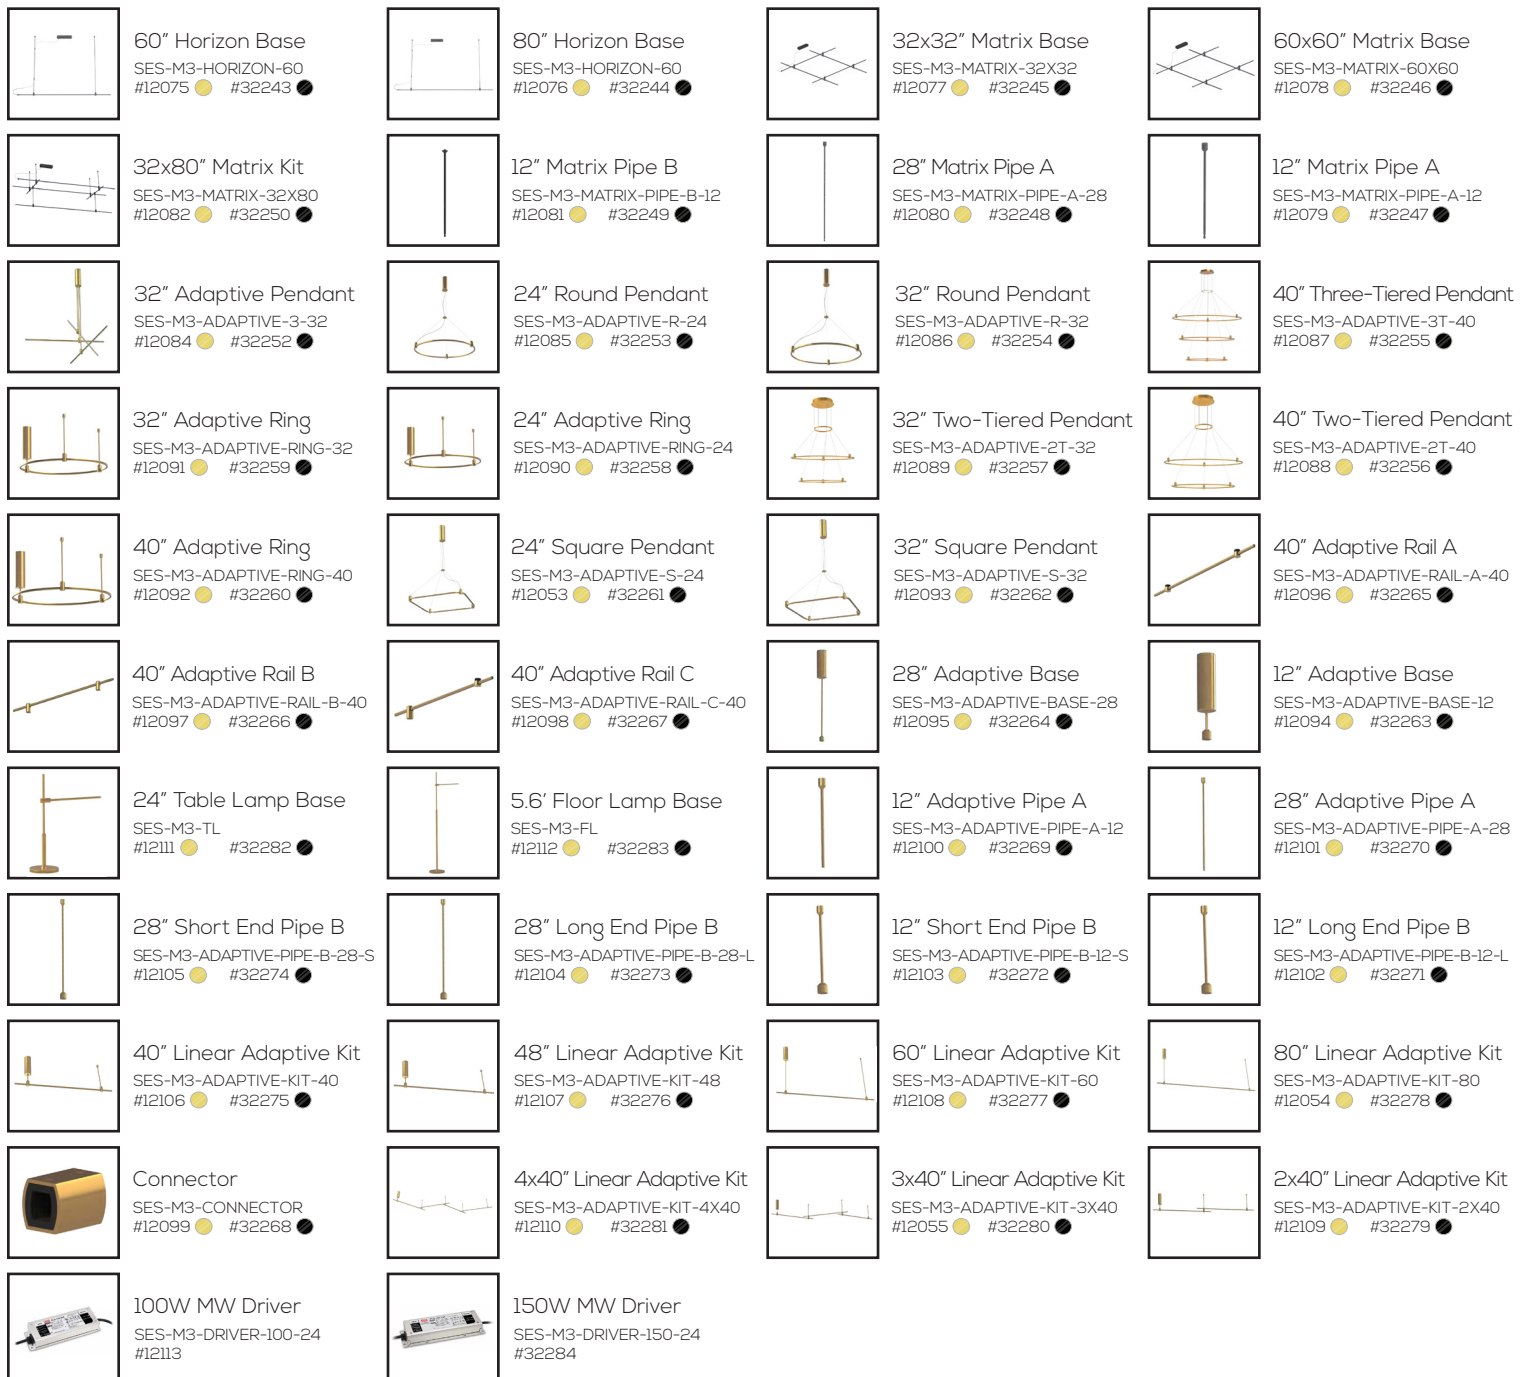 60" Horizon Base
SES-M3-HORIZON-60
#12075 #32243
80" Horizon Base
SES-M3-HORIZON-60
#12076 #32244
32x32" Matrix Base
SES-M3-MATRIX-32X32
#12077 #32245
60x60" Matrix Base
SES-M3-MATRIX-60X60
#12078 #32246
32x80" Matrix Kit
SES-M3-MATRIX-32X80
#12082 #32250
12" Matrix Pipe B
SES-M3-MATRIX-PIPE-B-12
#12081 #32249
28" Matrix Pipe A
SES-M3-MATRIX-PIPE-A-28
#12080 #32248
12" Matrix Pipe A
SES-M3-MATRIX-PIPE-A-12
#12079 #32247
32" Adaptive Pendant
SES-M3-ADAPTIVE-3-32
#12084 #32252
24" Round Pendant
SES-M3-ADAPTIVE-R-24
#12085 #32253
32" Round Pendant
SES-M3-ADAPTIVE-R-32
#12086 #32254
40" Three-Tiered Pendant
SES-M3-ADAPTIVE-3T-40
#12087 #32255
32" Adaptive Ring
SES-M3-ADAPTIVE-RING-32
#12091 #32259
24" Adaptive Ring
SES-M3-ADAPTIVE-RING-24
#12090 #32258
32" Two-Tiered Pendant
SES-M3-ADAPTIVE-2T-32
#12089 #32257
40" Two-Tiered Pendant
SES-M3-ADAPTIVE-2T-40
#12088 #32256
40" Adaptive Ring
SES-M3-ADAPTIVE-RING-40
#12092 #32260
24" Square Pendant
SES-M3-ADAPTIVE-S-24
#12053 #32261
32" Square Pendant
SES-M3-ADAPTIVE-S-32
#12093 #32262
40" Adaptive Rail A
SES-M3-ADAPTIVE-RAIL-A-40
#12096 #32265
40" Adaptive Rail B
SES-M3-ADAPTIVE-RAIL-B-40
#12097 #32266
40" Adaptive Rail C
SES-M3-ADAPTIVE-RAIL-C-40
#12098 #32267
28" Adaptive Base
SES-M3-ADAPTIVE-BASE-28
#12095 #32264
12" Adaptive Base
SES-M3-ADAPTIVE-BASE-12
#12094 #32263
24" Table Lamp Base
SES-M3-TL
#12111 #32282
5.6' Floor Lamp Base
SES-M3-FL
#12112 #32283
12" Adaptive Pipe A
SES-M3-ADAPTIVE-PIPE-A-12
#12100 #32269
28" Adaptive Pipe A
SES-M3-ADAPTIVE-PIPE-A-28
#12101 #32270
28" Short End Pipe B
SES-M3-ADAPTIVE-PIPE-B-28-S
#12105 #32274
28" Long End Pipe B
SES-M3-ADAPTIVE-PIPE-B-28-L
#12104 #32273
12" Short End Pipe B
SES-M3-ADAPTIVE-PIPE-B-12-S
#12103 #32272
12" Long End Pipe B
SES-M3-ADAPTIVE-PIPE-B-12-L
#12102 #32271
40" Linear Adaptive Kit
SES-M3-ADAPTIVE-KIT-40
#12106 #32275
48" Linear Adaptive Kit
SES-M3-ADAPTIVE-KIT-48
#12107 #32276
60" Linear Adaptive Kit
SES-M3-ADAPTIVE-KIT-60
#12108 #32277
80" Linear Adaptive Kit
SES-M3-ADAPTIVE-KIT-80
#12054 #32278
Connector
SES-M3-CONNECTOR
#12099 #32268
4x40" Linear Adaptive Kit
SES-M3-ADAPTIVE-KIT-4X40
#12110 #32281
3x40" Linear Adaptive Kit
SES-M3-ADAPTIVE-KIT-3X40
#12055 #32280
2x40" Linear Adaptive Kit
SES-M3-ADAPTIVE-KIT-2X40
#12109 #32279
100W MW Driver
SES-M3-DRIVER-100-24
#12113
150W MW Driver
SES-M3-DRIVER-150-24
#32284